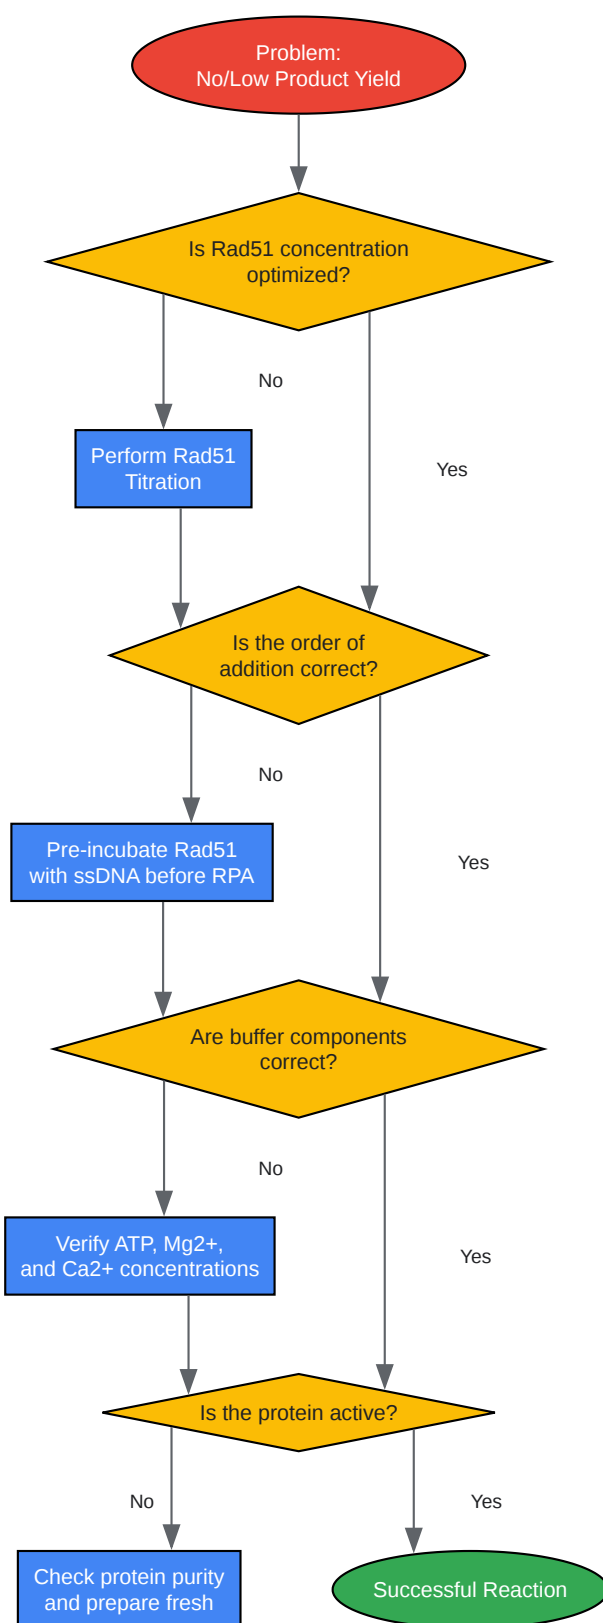 Problem:
No/Low Product Yield
Is Rad51 concentration
optimized?
No
Perform Rad51
Titration
Yes
Is the order of
addition correct?
No
Pre-incubate Rad51
with ssDNA before RPA
Yes
Are buffer components
correct?
No
Verify ATP, Mg2+,
and Ca2+ concentrations
Yes
Is the protein active?
No
Yes
Check protein purity
and prepare fresh
Successful Reaction